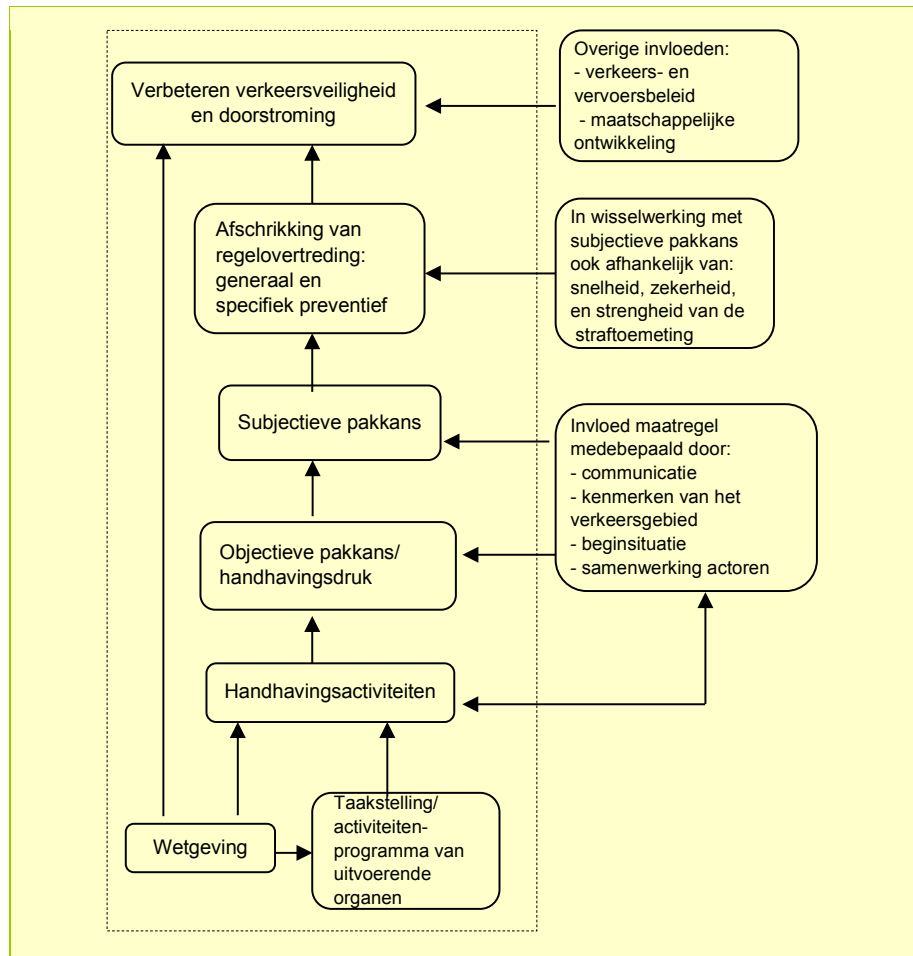 Verbeteren verkeersveiligheid
en doorstroming
Overige invloeden:
- verkeers- en
vervoersbeleid
- maatschappelijke
ontwikkeling
Afschrikking van
regelovertreding:
generaal en
specifiek preventief
In wisselwerking met
subjectieve pakkans
ook afhankelijk van:
snelheid, zekerheid,
en strengheid van de
straftoemeting
Subjectieve pakkans
Invloed maatregel
medebepaald door:
- communicatie
- kenmerken van het
verkeersgebied
- beginsituatie
- samenwerking actoren
Objectieve pakkans/
handhavingsdruk
Handhavingsactiviteiten
Taakstelling/
activiteiten-
programma van
uitvoerende
organen
Wetgeving